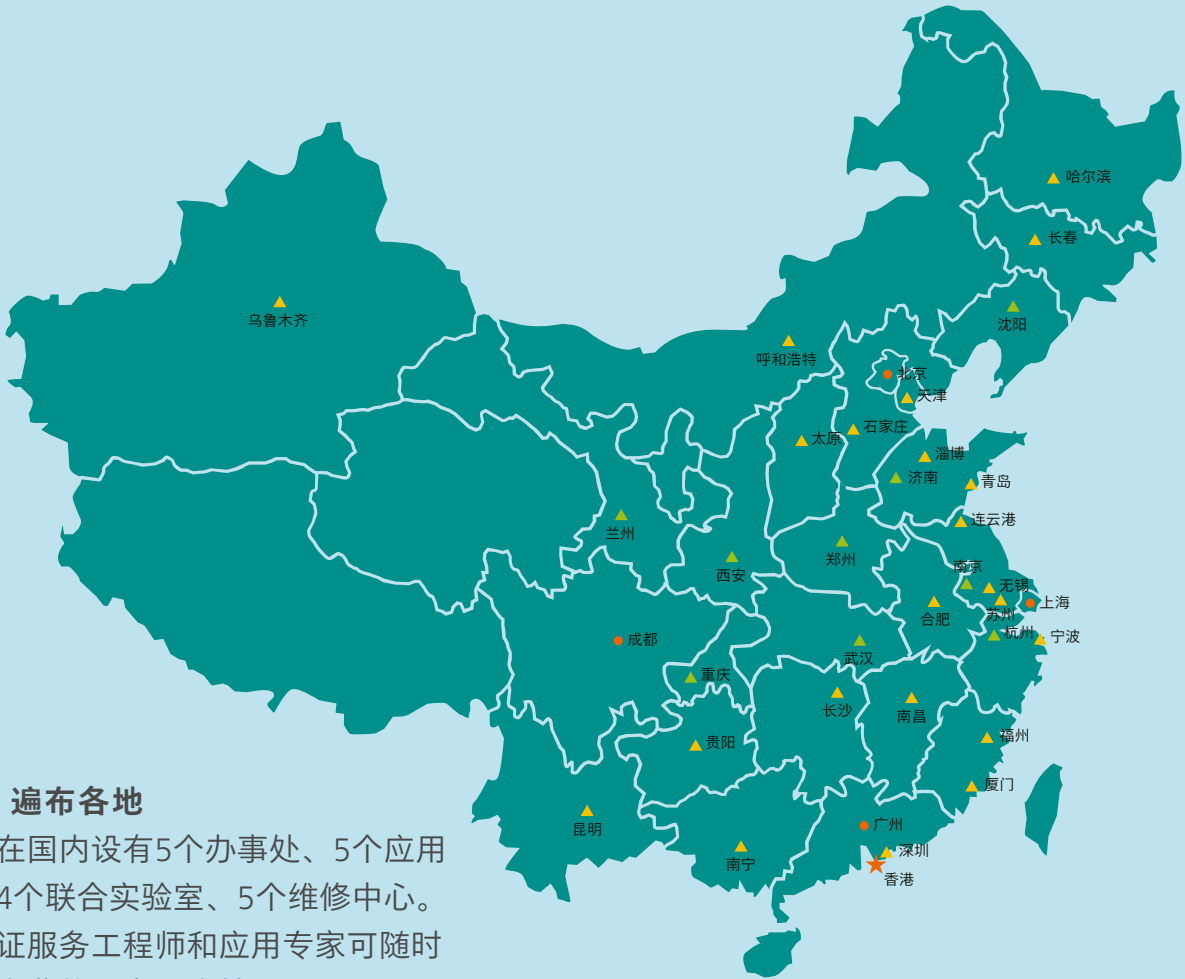 哈尔滨
长春
乌鲁木齐
沈阳
呼和浩特
北京
天津
石家庄
太原
淄博
济南
青岛
兰州
连云港
郑州
西安
南京
无锡
苏州
上海
合肥
成都
杭州
宁波
武汉
重庆
长沙
南昌
贵阳
福州
厦门
遍布各地
昆明
广州
在国内设有5个办事处、5个应用
南宁
深圳
香港
4个联合实验室、5个维修中心。
证服务工程师和应用专家可随时